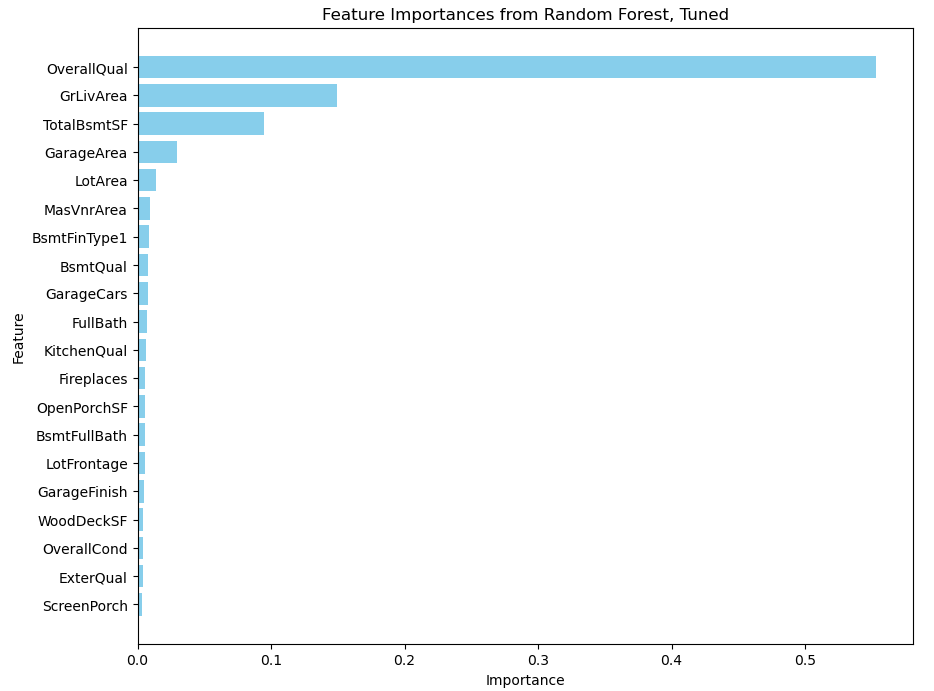 Feature Importances from Random Forest, Tuned
OverallQual
GrLivArea
TotalBsmtSF
GarageArea
LotArea
MasVnrArea
BsmtFinType1
BsmtQual
GarageCars
FullBath
KitchenQual
Fireplaces
OpenPorchSF
BsmtFullBath
LotFrontage
GarageFinish
WoodDeckSF
OverallCond
ExterQual
ScreenPorch
Feature
0.0 0.1 0.2 0.3 0.4 0.5
Importance